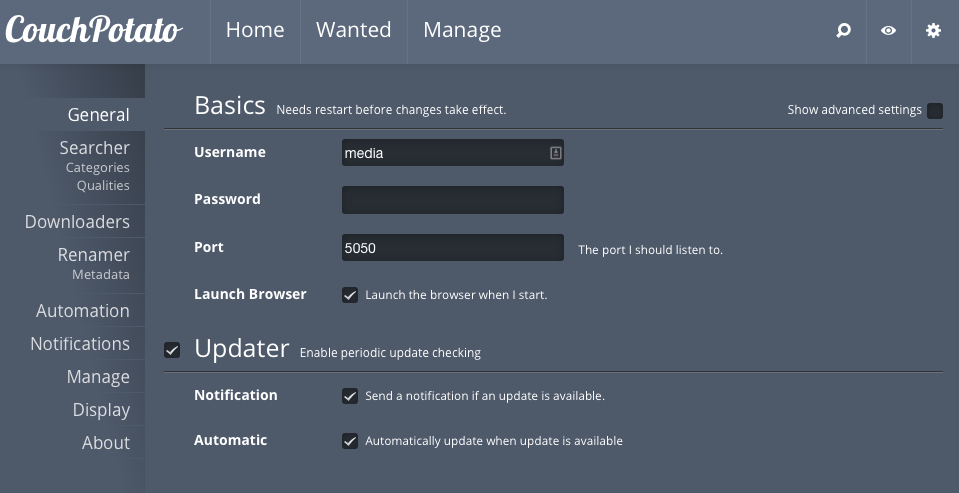 CouchPotato Home Wanted Manage
General
Searcher
Categories
Qualities
Downloaders
Renamer
Metadata
Automation
Notifications
Manage
Display
About
Basics Needs restart before changes take effect. Show advanced settings
Username media
Password
Port 5050 The port I should listen to.
Launch Browser Launch the browser when I start.
Updater Enable periodic update checking
Notification Send a notification if an update is available.
Automatic Automatically update when update is available